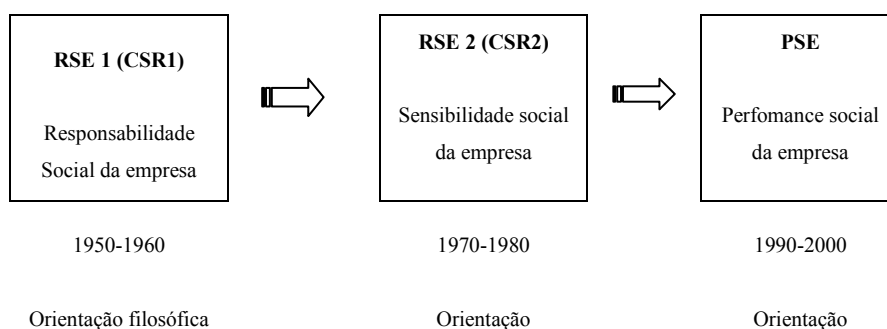 RSE 1 (CSR1)
Responsabilidade
Social da empresa
1950-1960
Orientação filosófica
RSE 2 (CSR2)
Sensibilidade social
da empresa
1970-1980
Orientação
PSE
Perfomance social
da empresa
1990-2000
Orientação